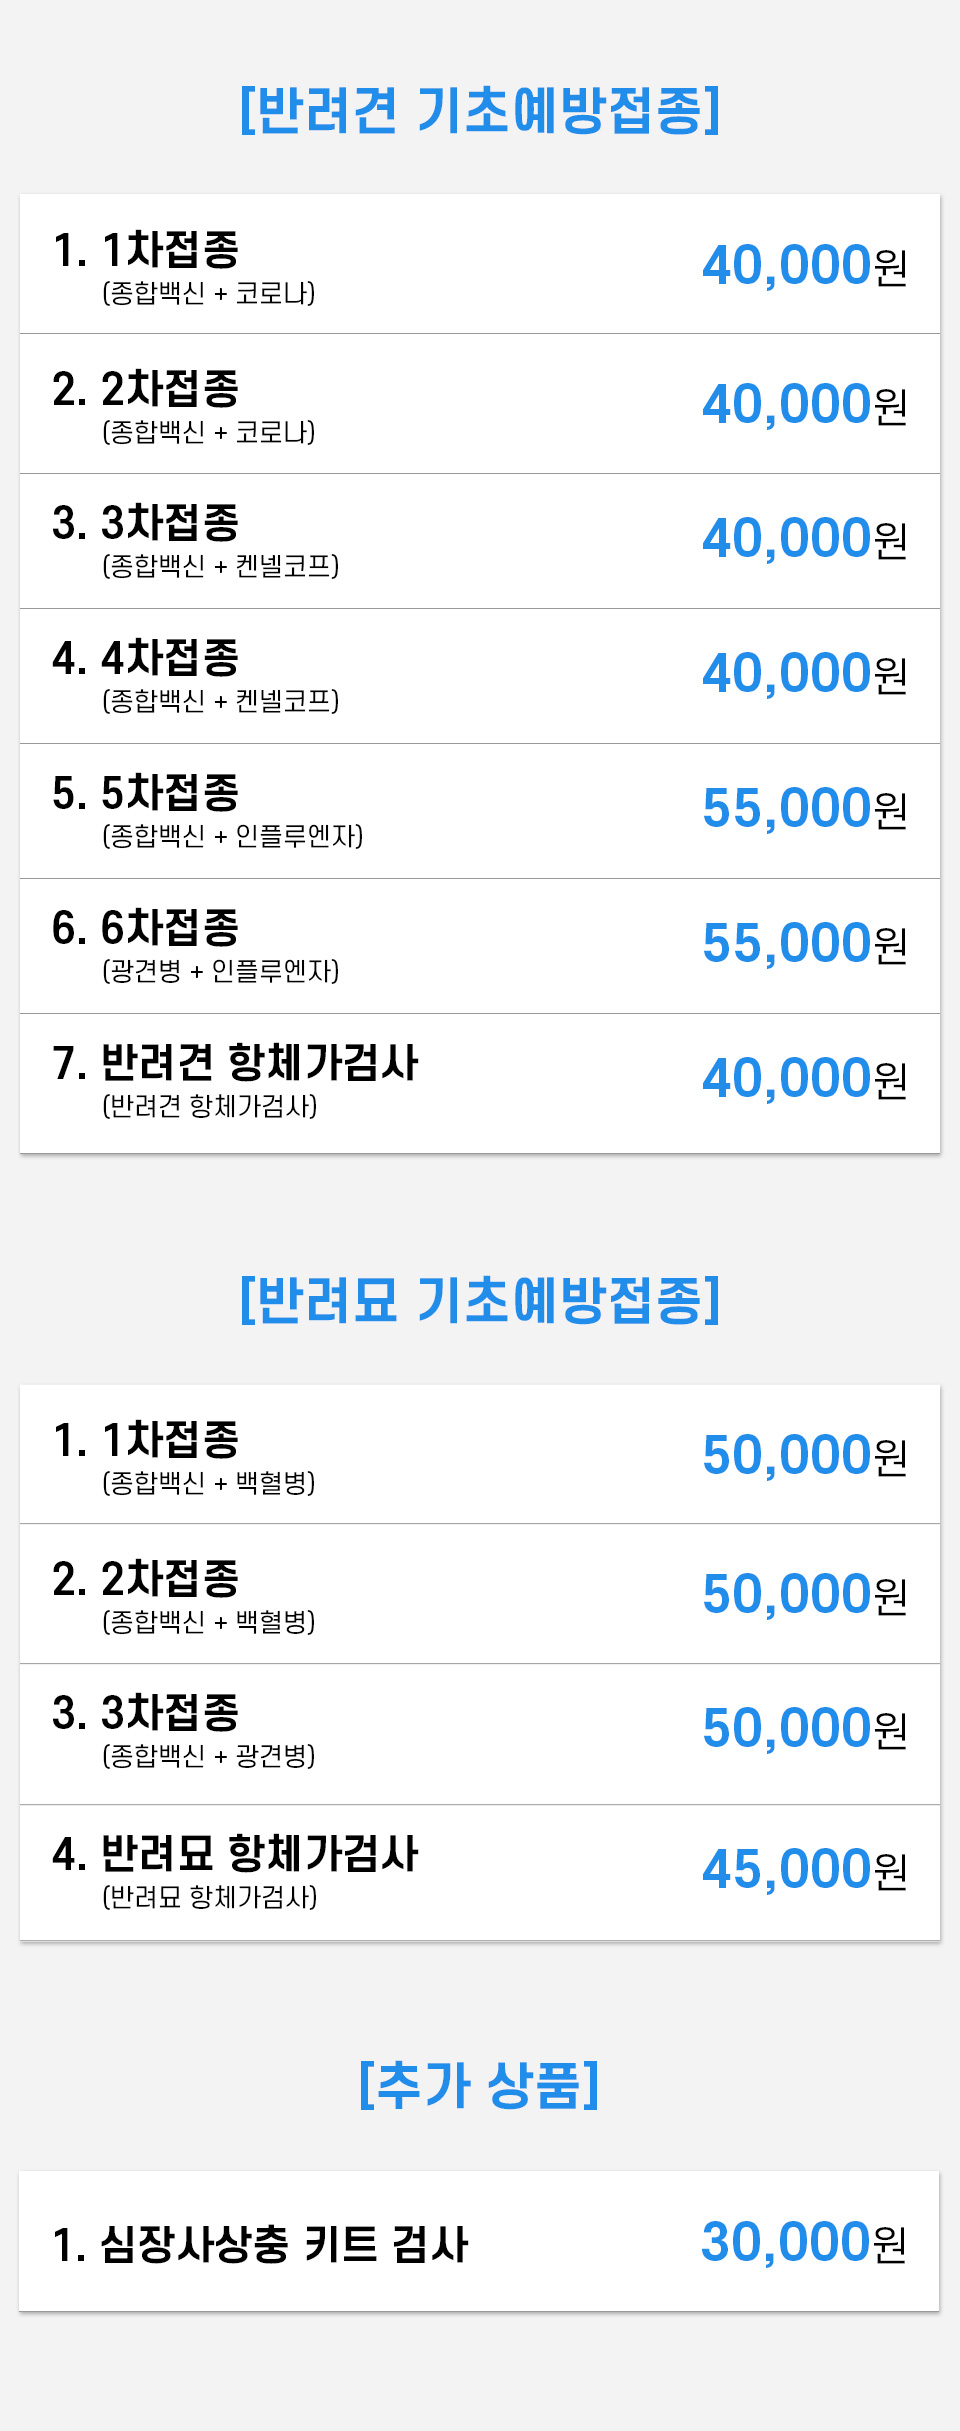 [반려견 기초예방접종]
1. 1차접종
(종합백신 + 코로나)
40,000원
2. 2차접종
(종합백신 + 코로나)
40,000원
3. 3차접종
(종합백신 + 켄넬코프)
40,000원
4. 4차접종
(종합백신 + 켄넬코프)
40,000원
5. 5차접종
(종합백신 + 인플루엔자)
55,000원
6. 6차접종
(광견병 + 인플루엔자)
55,000원
7. 반려견 항체가검사
(반려견 항체가검사)
40,000원
[반려묘 기초예방접종]
1. 1차접종
(종합백신 + 백혈병)
50,000원
2. 2차접종
(종합백신 + 백혈병)
50,000원
3. 3차접종
(종합백신 + 광견병)
50,000원
4. 반려묘 항체가검사
(반려묘 항체가검사)
45,000원
[추가 상품]
1. 심장사상충 키트 검사
30,000원